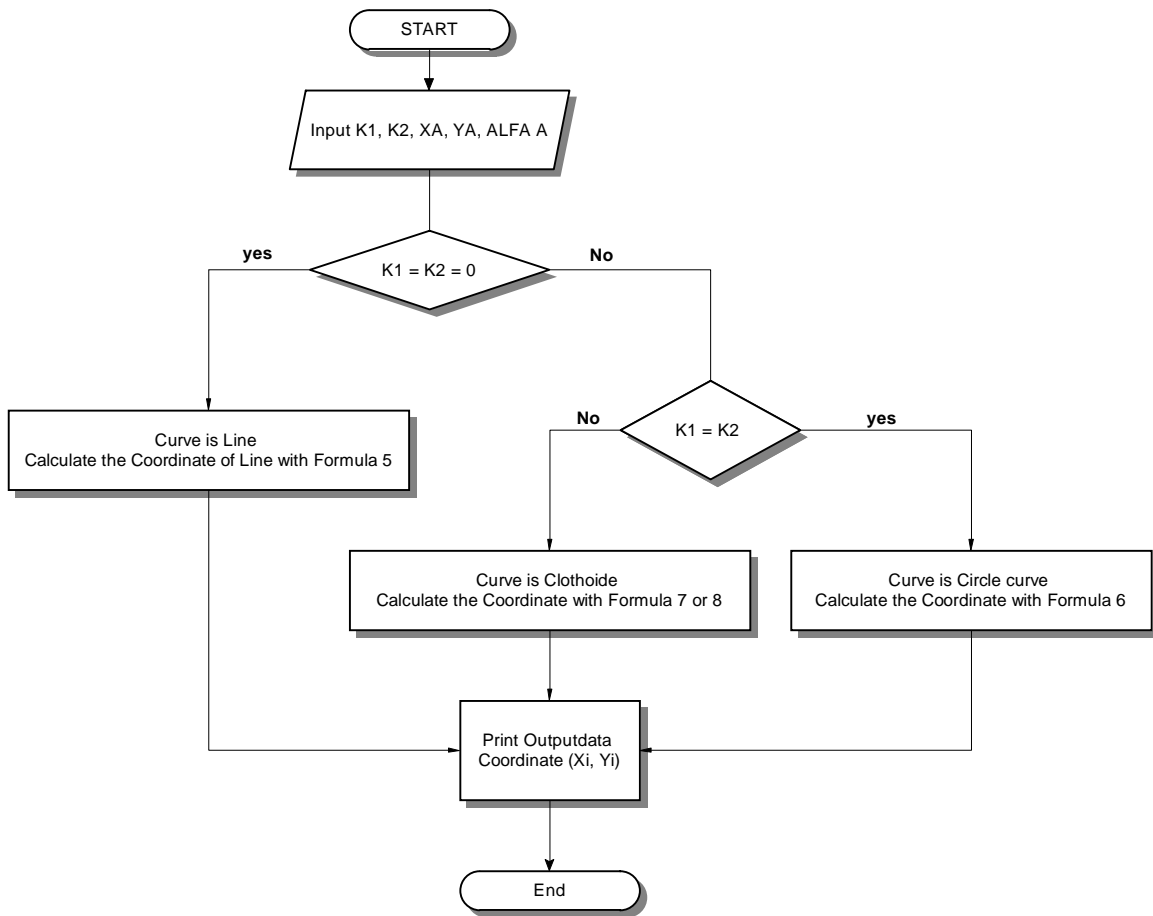 START
Input K1, K2, XA, YA, ALFA A
yes
No
K1 = K2 = 0
No
yes
K1 = K2
Curve is Line
Calculate the Coordinate of Line with Formula 5
Curve is Clothoide
Calculate the Coordinate with Formula 7 or 8
Curve is Circle curve
Calculate the Coordinate with Formula 6
Print Outputdata
Coordinate (Xi, Yi)
End